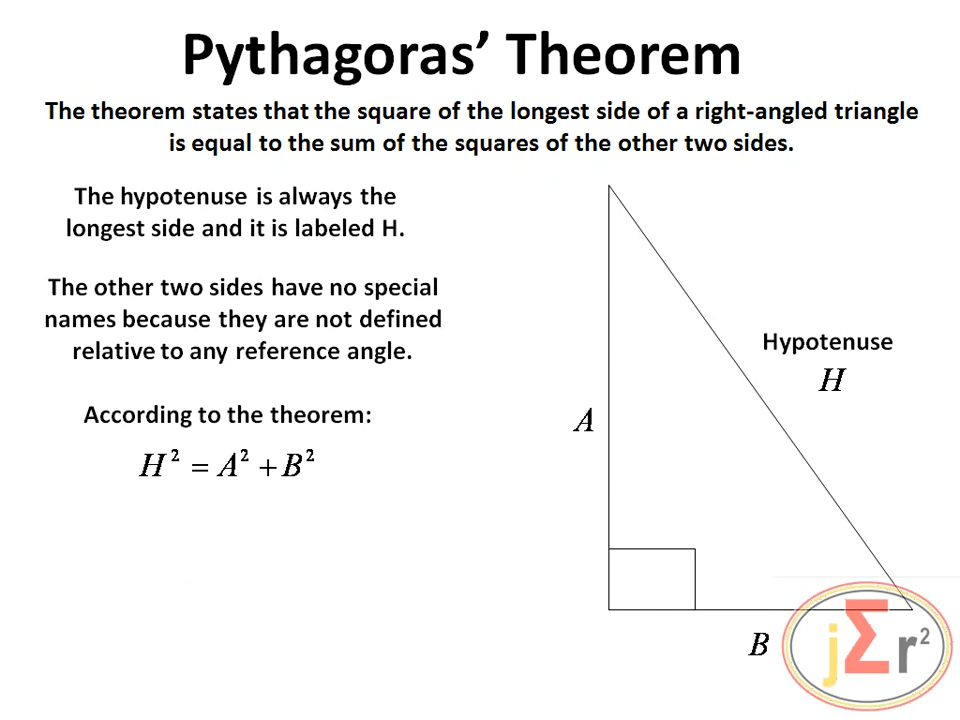 Pythagoras’ Theorem
The theorem states that the square of the longest side of a right-angled triangle
is equal to the sum of the squares of the other two sides.
The hypotenuse is always the
longest side and it is labeled H.
The other two sides have no special
names because they are not defined
relative to any reference angle.
According to the theorem:
H² = A² + B²
Hypotenuse
H
A
B
jΣr²